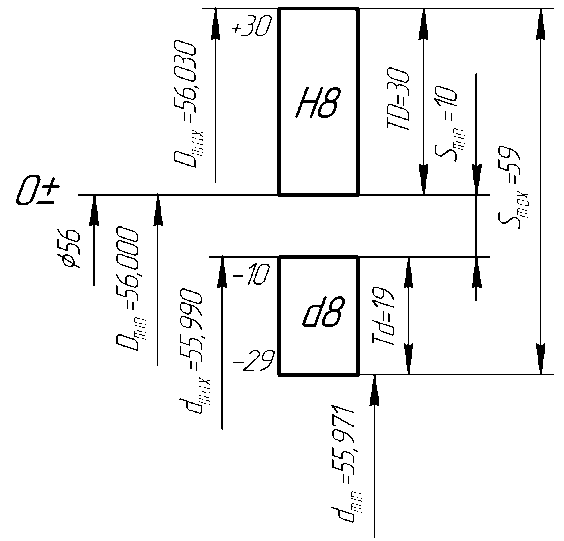 +30
H8
D max =56,030
TD=30
S min =10
S max =59
0±
ϕ56
D min =56,000
-10
d8
-29
d max =55,990
Td=19
d min =55,971